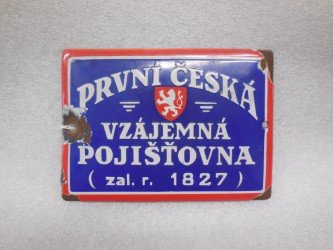 PRVNÍ ČESKÁ
VZÁJEMNÁ
POJIŠŤOVNA
( zal. r. 1827 )